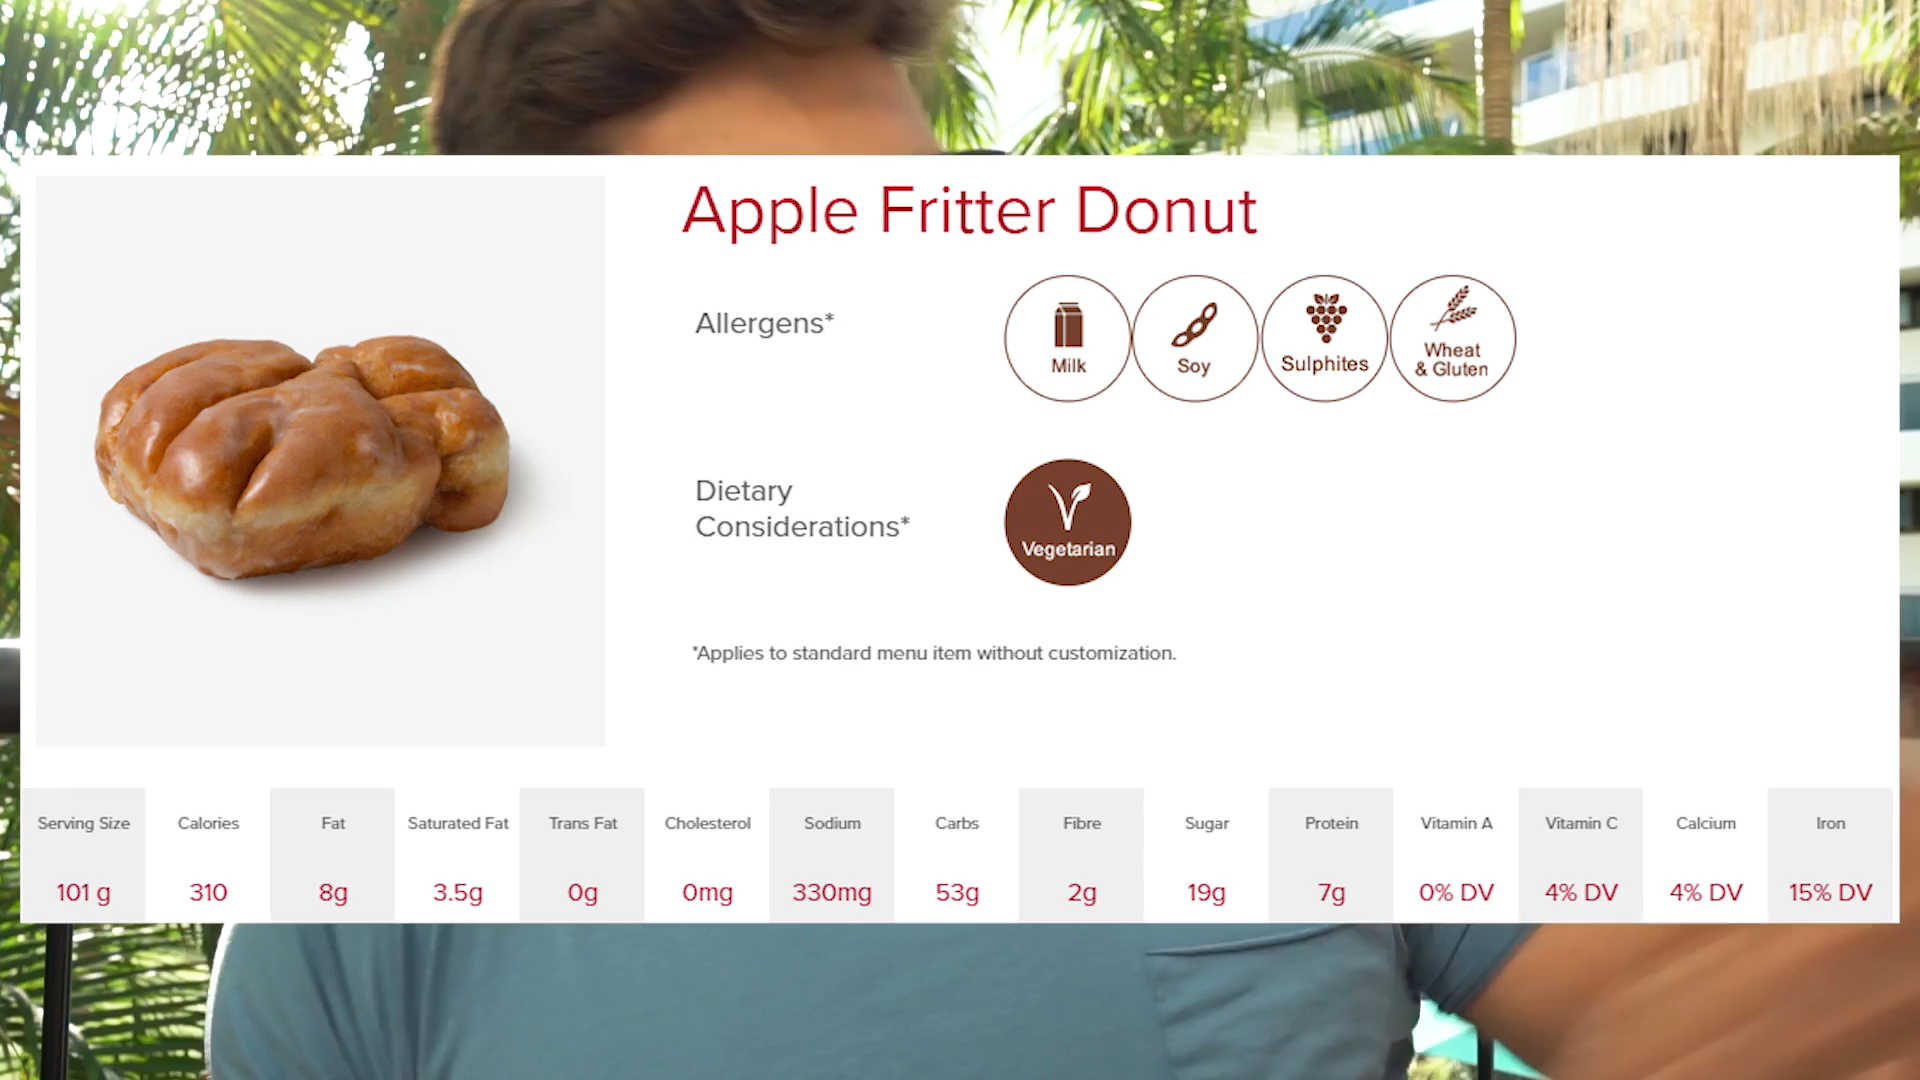 Apple Fritter Donut
Allergens*
Milk
Soy
Sulphites
Wheat
& Gluten
Dietary
Considerations*
Vegetarian
*Applies to standard menu item without customization.
Serving Size Calories Fat Saturated Fat Trans Fat Cholesterol Sodium Carbs Fibre Sugar Protein Vitamin A Vitamin C Calcium Iron
101 g 310 8g 3.5g 0g 0mg 330mg 53g 2g 19g 7g 0% DV 4% DV 4% DV 15% DV